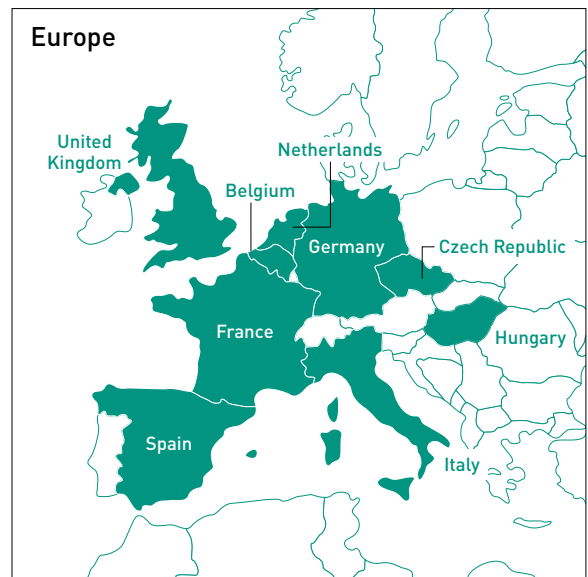 Europe
United
Kingdom
Netherlands
Belgium
Germany
Czech Republic
France
Hungary
Spain
Italy